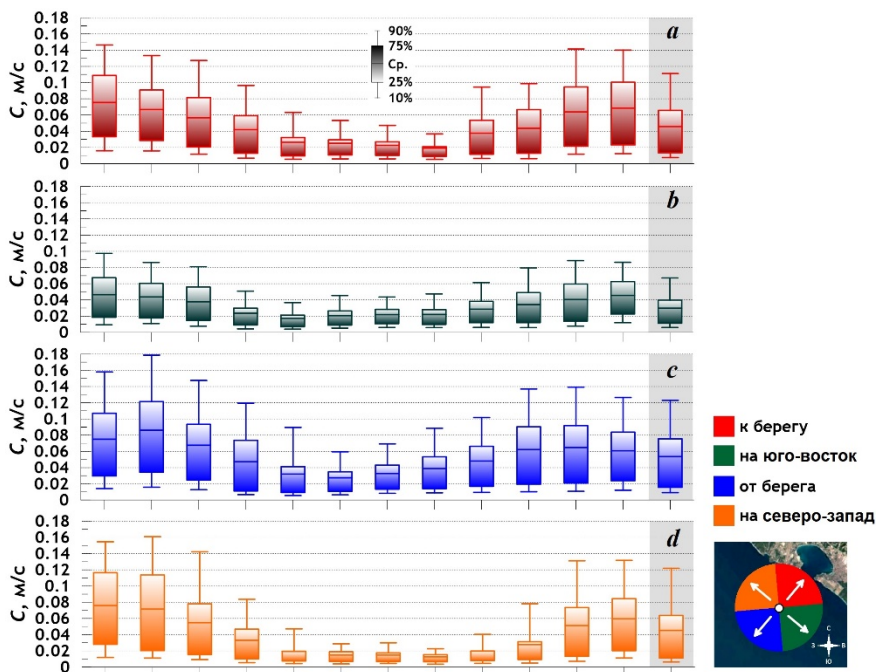 0.18
0.16
0.14
0.12
0.1
0.08
0.06
0.04
0.02
0
C, м/с
90%
75%
Ср.
25%
10%
a
0.18
0.16
0.14
0.12
0.1
0.08
0.06
0.04
0.02
0
C, м/с
b
0.18
0.16
0.14
0.12
0.1
0.08
0.06
0.04
0.02
0
C, м/с
c
0.18
0.16
0.14
0.12
0.1
0.08
0.06
0.04
0.02
0
C, м/с
d
к берегу
на юго-восток
от берега
на северо-запад
С
З В
Ю